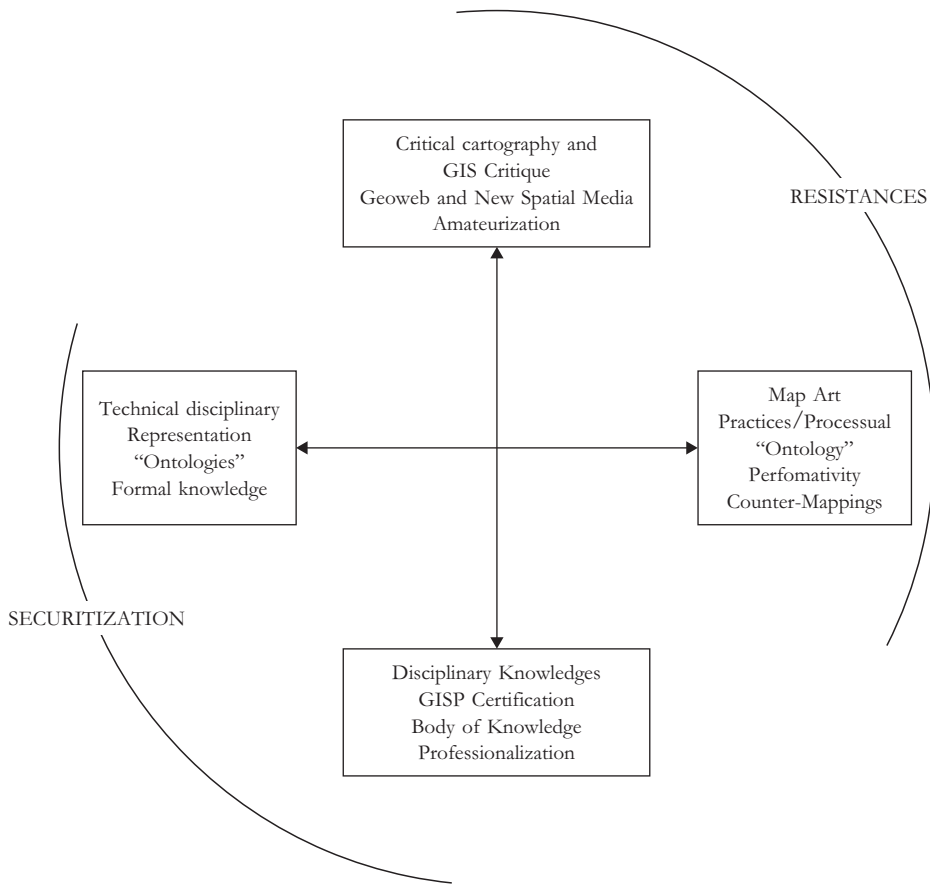 Critical cartography and
GIS Critique
Geoweb and New Spatial Media
Amateurization
RESISTANCES
Technical disciplinary
Representation
“Ontologies”
Formal knowledge
Map Art
Practices/Processual
“Ontology”
Perfomativity
Counter-Mappings
SECURITIZATION
Disciplinary Knowledges
GISP Certification
Body of Knowledge
Professionalization